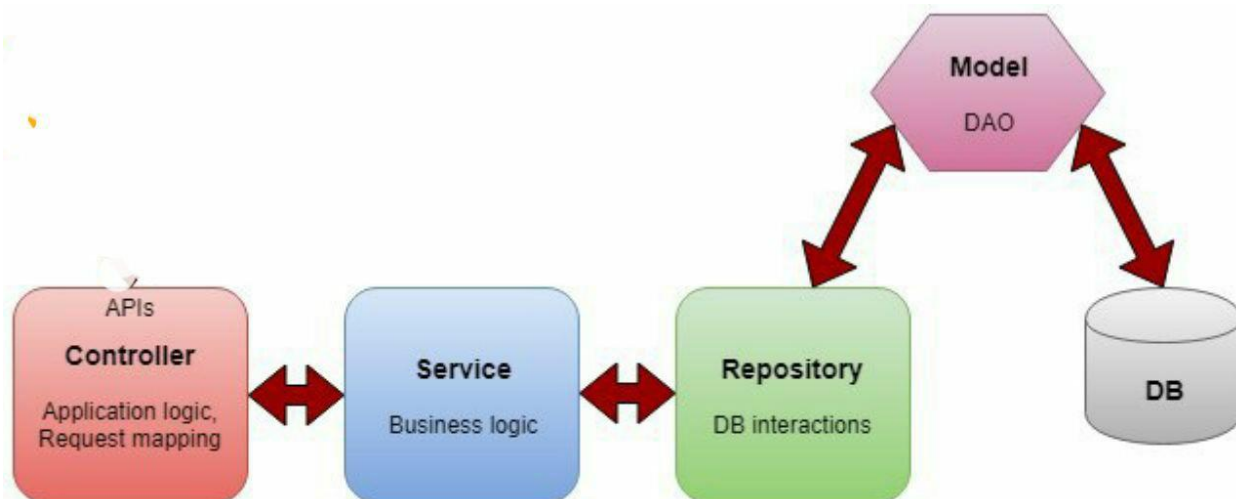 Model
DAO
APIs
Controller
Application logic,
Request mapping
Service
Business logic
Repository
DB interactions
DB